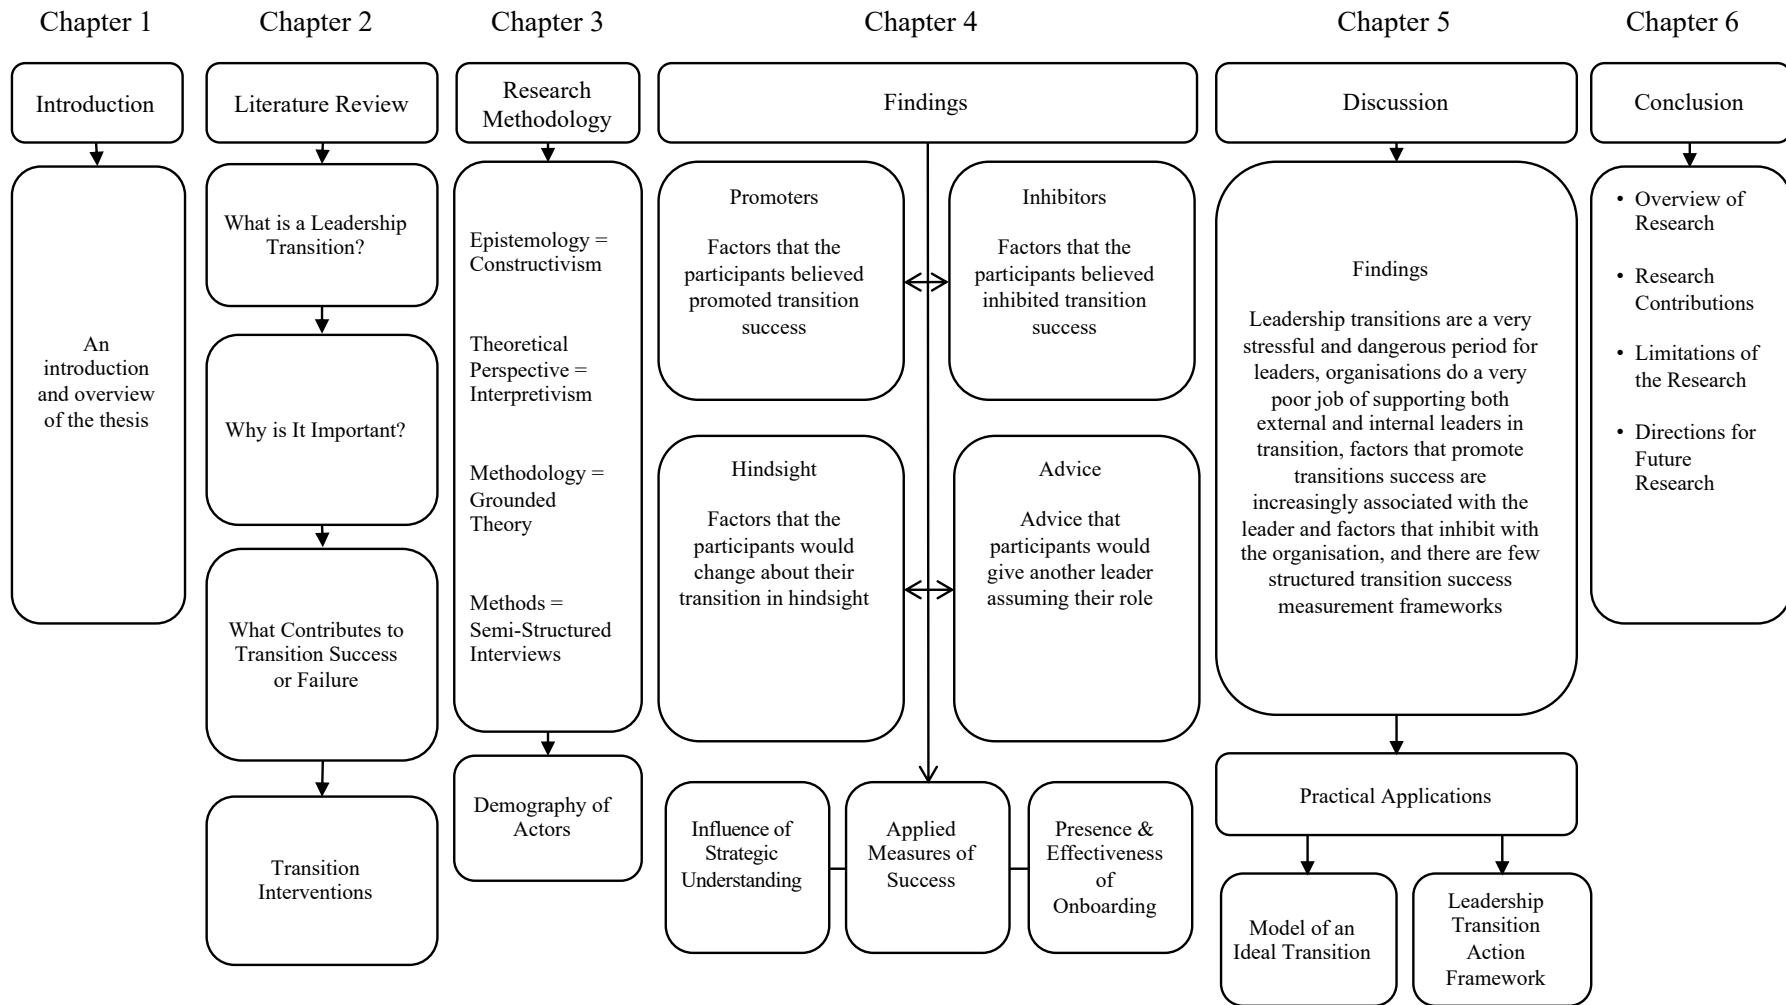 Chapter 1
Chapter 2
Chapter 3
Chapter 4
Chapter 5
Chapter 6
Introduction
Literature Review
Research
Methodology
Findings
Discussion
Conclusion
An
introduction
and overview
of the thesis
What is a Leadership
Transition?
Why is It Important?
What Contributes to
Transition Success
or Failure
Transition
Interventions
Epistemology =
Constructivism
Theoretical
Perspective =
Interpretivism
Methodology =
Grounded
Theory
Methods =
Semi-Structured
Interviews
Demography of
Actors
Promoters
Factors that the
participants believed
promoted transition
success
Inhibitors
Factors that the
participants believed
inhibited transition
success
Hindsight
Factors that the
participants would
change about their
transition in hindsight
Advice
Advice that
participants would
give another leader
assuming their role
Influence of
Strategic
Understanding
Applied
Measures of
Success
Presence &
Effectiveness
of
Onboarding
Findings
Leadership transitions are a very
stressful and dangerous period for
leaders, organisations do a very
poor job of supporting both
external and internal leaders in
transition, factors that promote
transitions success are
increasingly associated with the
leader and factors that inhibit with
the organisation, and there are few
structured transition success
measurement frameworks
Practical Applications
Model of an
Ideal Transition
Leadership
Transition
Action
Framework
• Overview of
Research
• Research
Contributions
• Limitations of
the Research
• Directions for
Future
Research